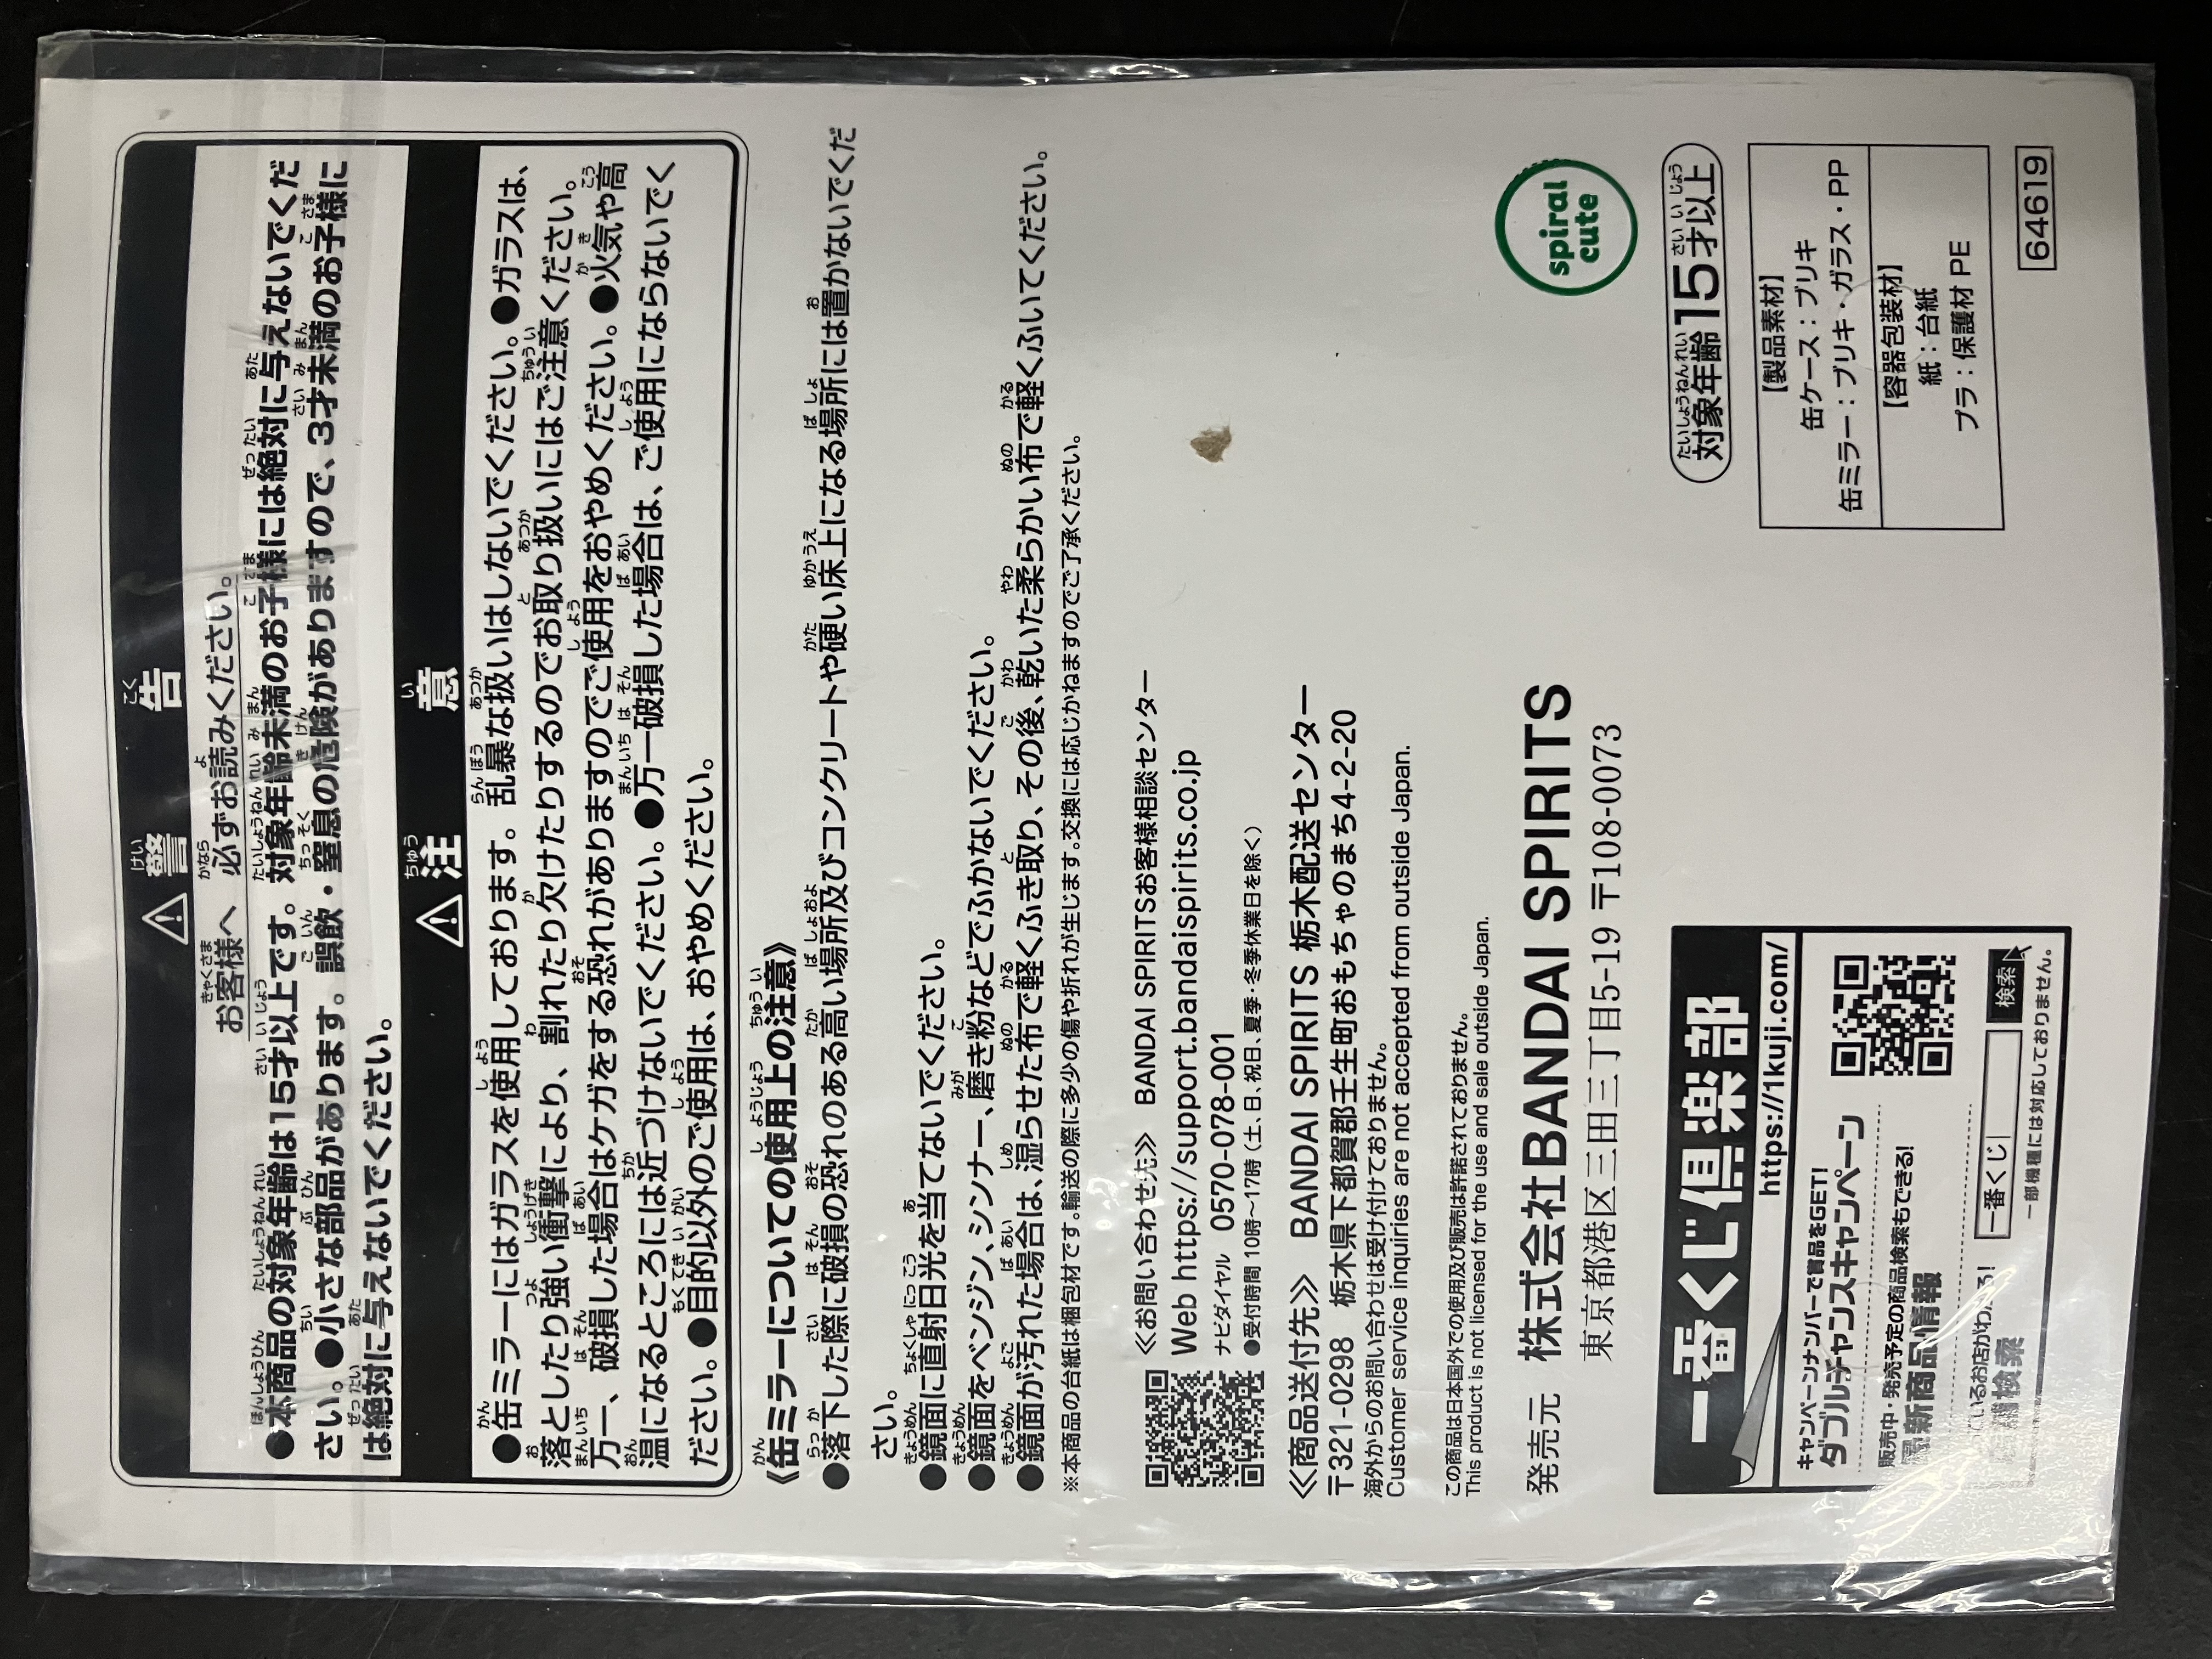 警告
お客様へ 必ずお読みください。
●本商品の対象年齢は15才以上です。対象年齢未満のお子様には絶対に与えないでくだ
さい。●小さな部品があります。誤飲・窒息の危険がありますので、3才未満のお子様に
は絶対に与えないでください。
注意
●缶ミラーにはガラスを使用しております。乱暴な扱いはしないでください。●ガラスは、
落としたり強い衝撃により、割れたり欠けたりするのでお取り扱いにはご注意ください。
万一、破損した場合はケガをする恐れがありますのでご使用をおやめください。●火気や高
温になるところには近づけないでください。●万一破損した場合は、ご使用にならないでく
ださい。●目的以外のご使用は、おやめください。
《缶ミラーについての使用上の注意》
●落下した際に破損の恐れのある高い場所及びコンクリートや硬い床上になる場所には置かないでくだ
さい。
●鏡面に直射日光を当てないでください。
●鏡面をベンジン、シンナー、磨き粉などでふかないでください。
●鏡面が汚れた場合は、湿らせた布で軽くふき取り、その後、乾いた柔らかい布で軽くふいてください。
※本商品の台紙は梱包材です。輸送の際に多少の傷や折れが生じます。交換には応じかねますのでご了承ください。
≪お問い合わせ先≫ BANDAI SPIRITSお客様相談センター
Web https://support.bandaispirits.co.jp
ナビダイヤル 0570-078-001
●受付時間 10時〜17時(土、日、祝日、夏季・冬季休業日を除く)
≪商品送付先≫ BANDAI SPIRITS 栃木配送センター
〒321-0298 栃木県下都賀郡壬生町おもちゃのまち4-2-20
海外からのお問い合わせは受け付けておりません。
Customer service inquiries are not accepted from outside Japan.
この商品は日本国外での使用及び販売は許諾されておりません。
This product is not licensed for the use and sale outside Japan.
発売元 株式会社BANDAI SPIRITS
東京都港区三田三丁目5-19 〒108-0073
spiral
cute
一番くじ倶楽部
https://1kuji.com/
キャンペーンナンバーで賞品をGET!
ダブルチャンスキャンペーン
販売中・発売予定の商品検索もできる!
最新商品情報
いるお店がわかる!
検索
一番くじ 検索
一部機種には対応しておりません。
対象年齢15才以上
【製品素材】
缶ケース:ブリキ
缶ミラー:ブリキ・ガラス・PP
【容器包装材】
紙:台紙
プラ:保護材 PE
64619